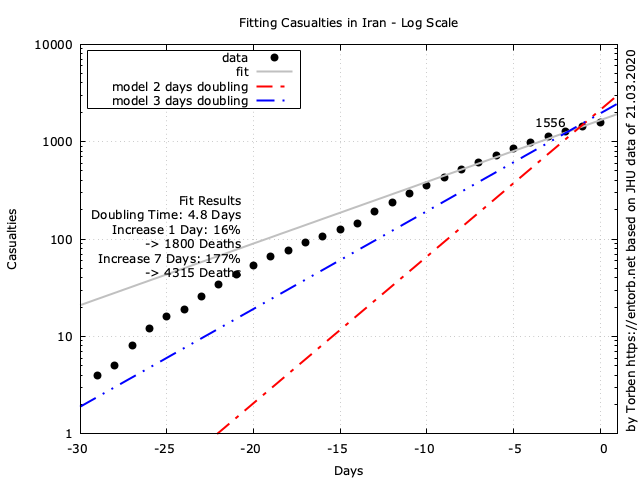 Fitting Casualties in Iran - Log Scale
10000
1000
100
10
1
Casualties
data
fit
model 2 days doubling
model 3 days doubling
1556
Fit Results
Doubling Time: 4.8 Days
Increase 1 Day: 16%
-> 1800 Deaths
Increase 7 Days: 177%
-> 4315 Deaths
-30 -25 -20 -15 -10 -5 0
Days
by Torben https://entorb.net based on JHU data of 21.03.2020